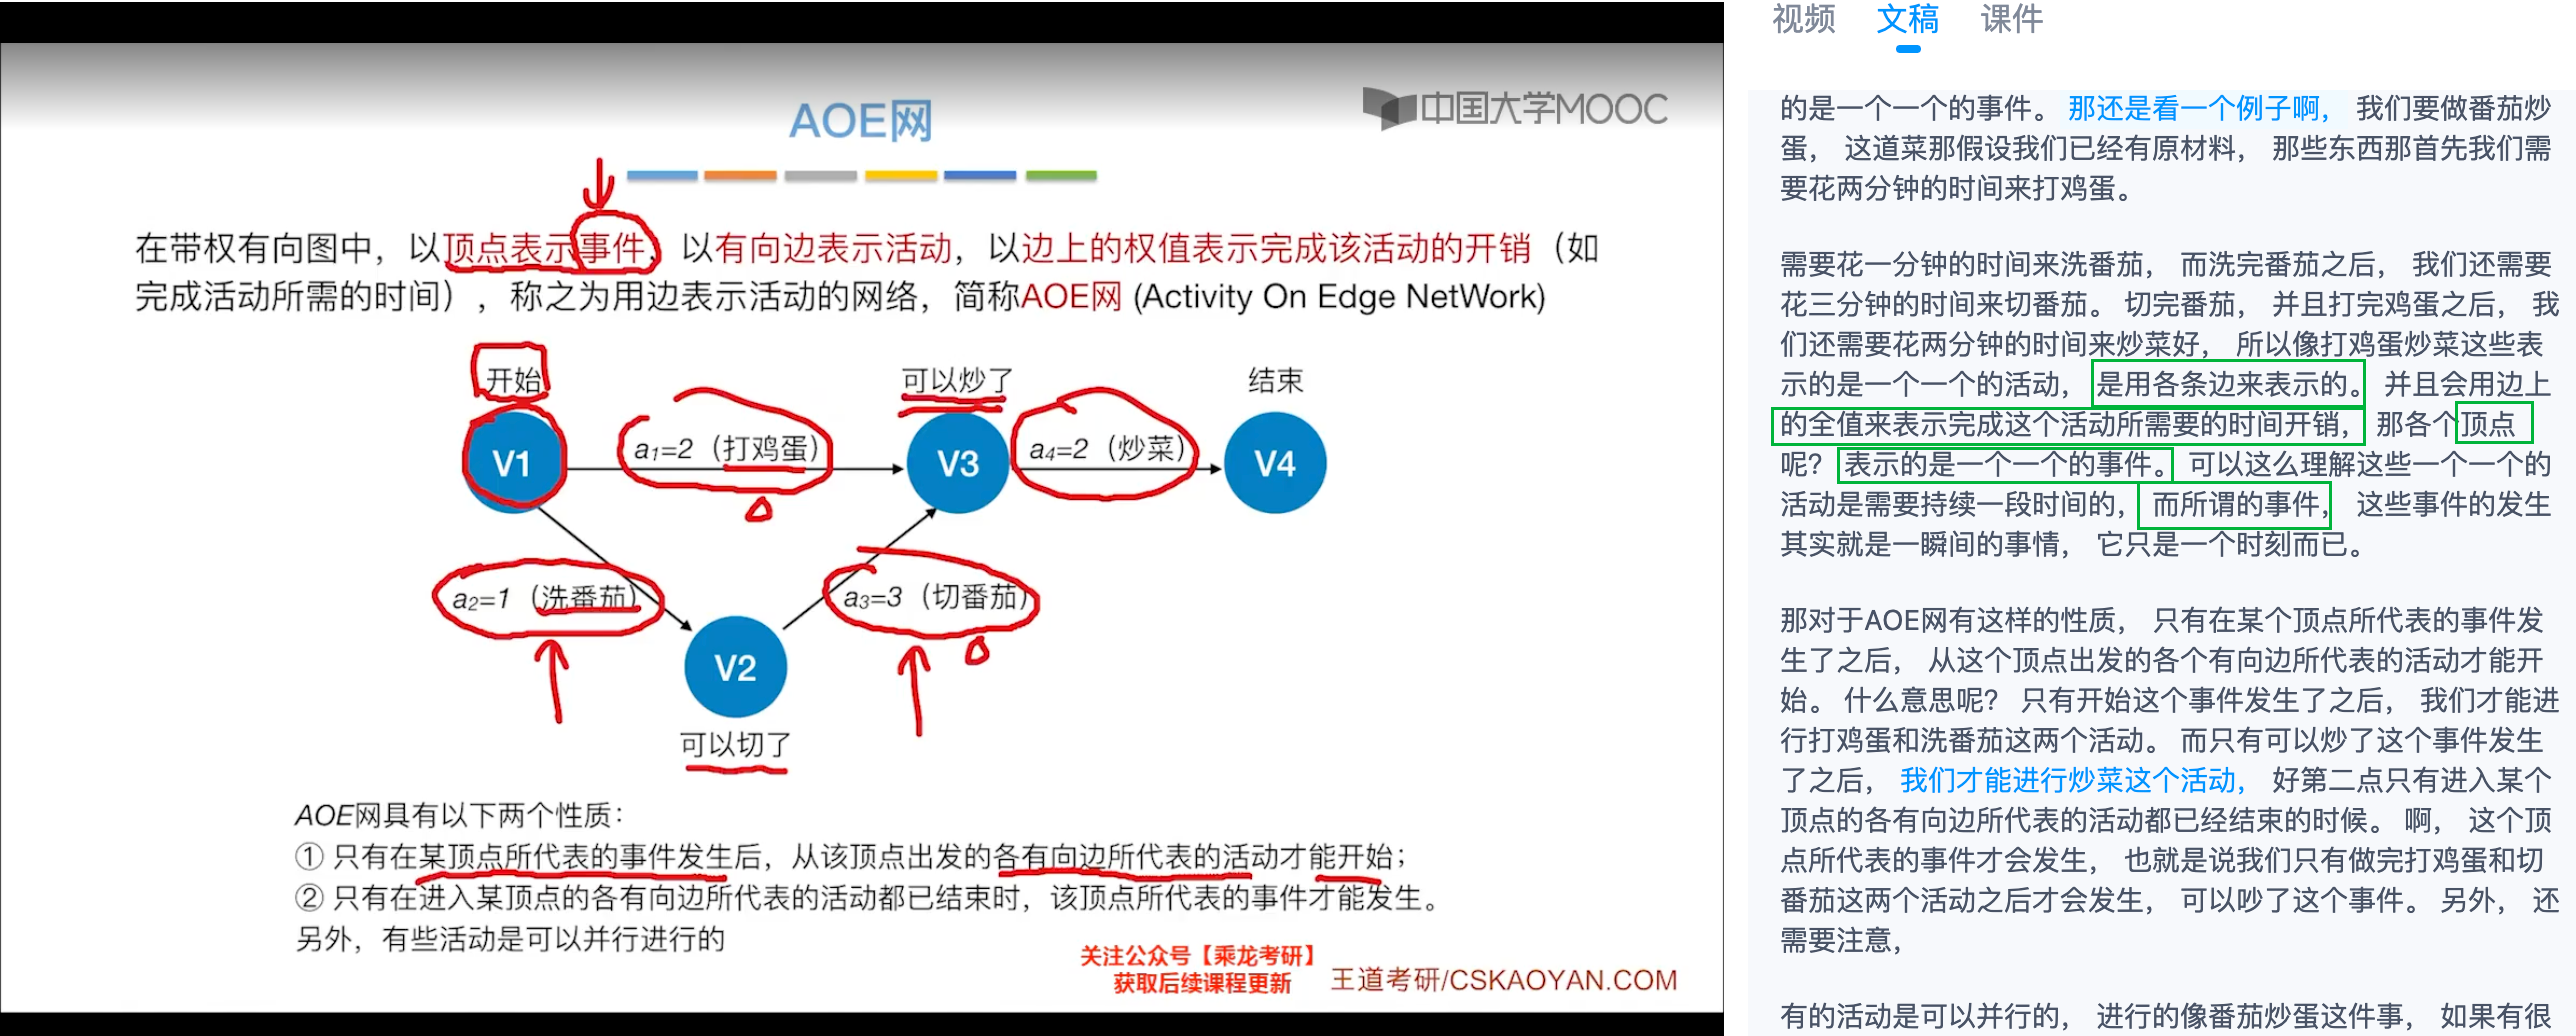 AOE网
中国大学MOOC
在带权有向图中，以顶点表示事件，以有向边表示活动，以边上的权值表示完成该活动的开销（如
完成活动所需的时间），称之为用边表示活动的网络，简称AOE网 (Activity On Edge NetWork)
开始
可以炒了
结束
V1
a₁=2（打鸡蛋）
V3
a₄=2（炒菜）
V4
a₂=1（洗番茄）
a₃=3（切番茄）
V2
可以切了
AOE网具有以下两个性质：
① 只有在某顶点所代表的事件发生后，从该顶点出发的各有向边所代表的活动才能开始；
② 只有在进入某顶点的各有向边所代表的活动都已结束时，该顶点所代表的事件才能发生。
另外，有些活动是可以并行进行的
关注公众号【乘龙考研】
获取后续课程更新
王道考研/CSKAOYAN.COM
视频 文稿 课件
的是一个一个的事件。 那还是看一个例子啊， 我们要做番茄炒
蛋， 这道菜那假设我们已经有原材料， 那些东西那首先我们需
要花两分钟的时间来打鸡蛋。
需要花一分钟的时间来洗番茄， 而洗完番茄之后， 我们还需要
花三分钟的时间来切番茄。 切完番茄， 并且打完鸡蛋之后， 我
们还需要花两分钟的时间来炒菜好， 所以像打鸡蛋炒菜这些表
示的是一个一个的活动， 是用各条边来表示的。 并且会用边上
的全值来表示完成这个活动所需要的时间开销， 那各个顶点
呢？ 表示的是一个一个的事件。 可以这么理解这些一个一个的
活动是需要持续一段时间的， 而所谓的事件， 这些事件的发生
其实就是一瞬间的事情， 它只是一个时刻而已。
那对于AOE网有这样的性质， 只有在某个顶点所代表的事件发
生了之后， 从这个顶点出发的各个有向边所代表的活动才能开
始。 什么意思呢？ 只有开始这个事件发生了之后， 我们才能进
行打鸡蛋和洗番茄这两个活动。 而只有可以炒了这个事件发生
了之后， 我们才能进行炒菜这个活动， 好第二点只有进入某个
顶点的各有向边所代表的活动都已经结束的时候。 啊， 这个顶
点所代表的事件才会发生， 也就是说我们只有做完打鸡蛋和切
番茄这两个活动之后才会发生， 可以吵了这个事件。 另外， 还
需要注意，
有的活动是可以并行的， 进行的像番茄炒蛋这件事， 如果有很